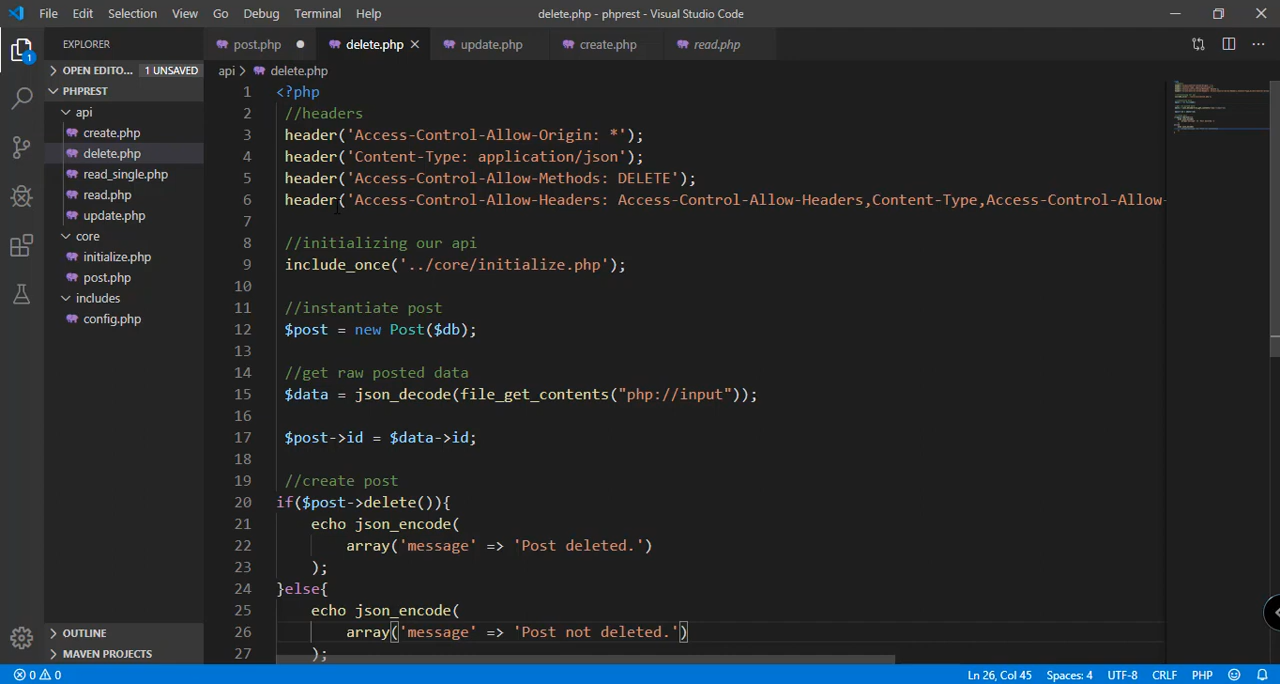 File Edit Selection View Go Debug Terminal Help delete.php - phprest - Visual Studio Code
EXPLORER post.php delete.php update.php create.php read.php
OPEN EDITO... 1 UNSAVED
api delete.php
PHPREST
api
create.php
delete.php
read_single.php
read.php
update.php
core
initialize.php
post.php
includes
config.php
OUTLINE
MAVEN PROJECTS
1 <?php
2 //headers
3 header('Access-Control-Allow-Origin: *');
4 header('Content-Type: application/json');
5 header('Access-Control-Allow-Methods: DELETE');
6 header('Access-Control-Allow-Headers: Access-Control-Allow-Headers,Content-Type,Access-Control-Allow-
7
8 //initializing our api
9 include_once('../core/initialize.php');
10
11 //instantiate post
12 $post = new Post($db);
13
14 //get raw posted data
15 $data = json_decode(file_get_contents("php://input"));
16
17 $post->id = $data->id;
18
19 //create post
20 if($post->delete()){
21 echo json_encode(
22 array('message' => 'Post deleted.')
23 );
24 }else{
25 echo json_encode(
26 array('message' => 'Post not deleted.')
27 );
1
0 0 Ln 26, Col 45 Spaces: 4 UTF-8 CRLF PHP